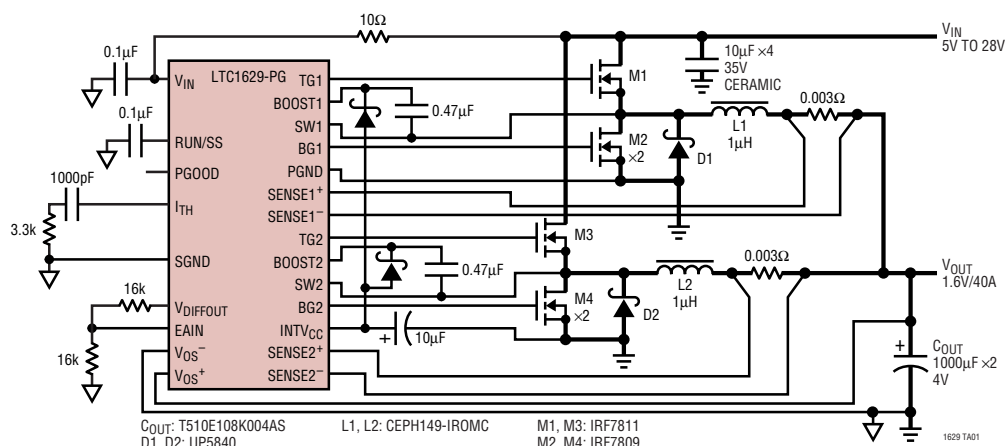 10Ω
VIN
5V TO 28V
0.1µF
LTC1629-PG
10µF ×4
35V
CERAMIC
VIN
TG1
M1
BOOST1
0.47µF
0.003Ω
0.1µF
SW1
L1
1µH
RUN/SS
BG1
M2
×2
D1
PGOOD
PGND
1000pF
SENSE1+
ITH
SENSE1−
3.3k
TG2
M3
SGND
BOOST2
0.47µF
0.003Ω
VOUT
1.6V/40A
SW2
L2
1µH
16k
VDIFFOUT
BG2
M4
×2
D2
EAIN
INTVCC
+
10µF
16k
VOS−
SENSE2+
+
COUT
1000µF ×2
4V
VOS+
SENSE2−
COUT: T510E108K004AS
L1, L2: CEPH149-IROMC
M1, M3: IRF7811
D1, D2: UP5840
M2, M4: IRF7809
1629 TA01